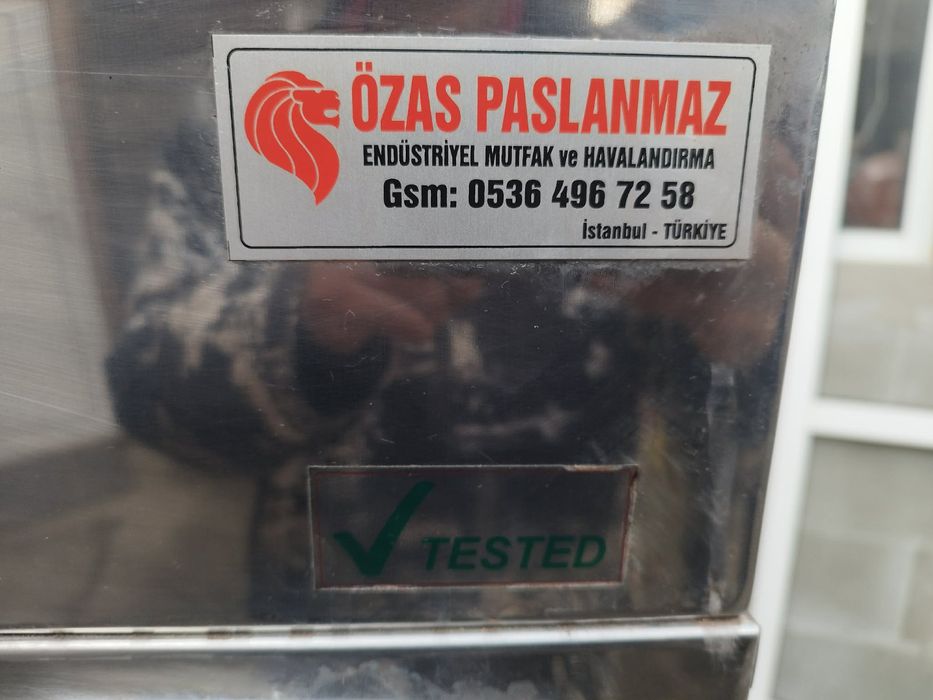 ÖZAS PASLANMAZ
ENDÜSTRİYEL MUTFAK ve HAVALANDIRMA
Gsm: 0536 496 72 58
İstanbul - TÜRKİYE
TESTED